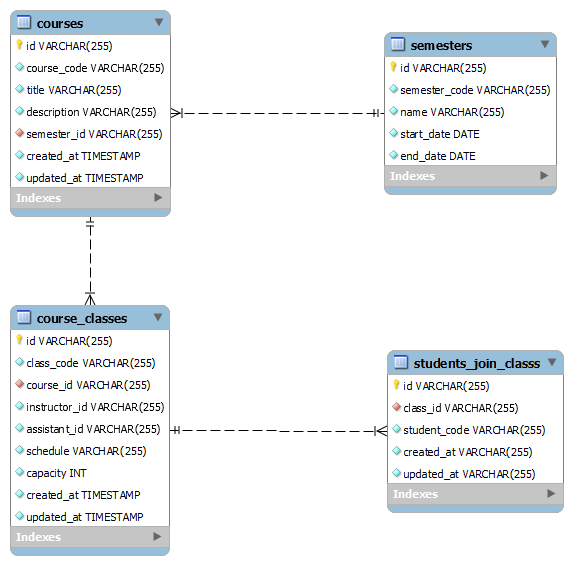 courses
id VARCHAR(255)
course_code VARCHAR(255)
title VARCHAR(255)
description VARCHAR(255)
semester_id VARCHAR(255)
created_at TIMESTAMP
updated_at TIMESTAMP
Indexes
semesters
id VARCHAR(255)
semester_code VARCHAR(255)
name VARCHAR(255)
start_date DATE
end_date DATE
Indexes
course_classes
id VARCHAR(255)
class_code VARCHAR(255)
course_id VARCHAR(255)
instructor_id VARCHAR(255)
assistant_id VARCHAR(255)
schedule VARCHAR(255)
capacity INT
created_at TIMESTAMP
updated_at TIMESTAMP
Indexes
students_join_classs
id VARCHAR(255)
class_id VARCHAR(255)
student_code VARCHAR(255)
created_at VARCHAR(255)
updated_at VARCHAR(255)
Indexes